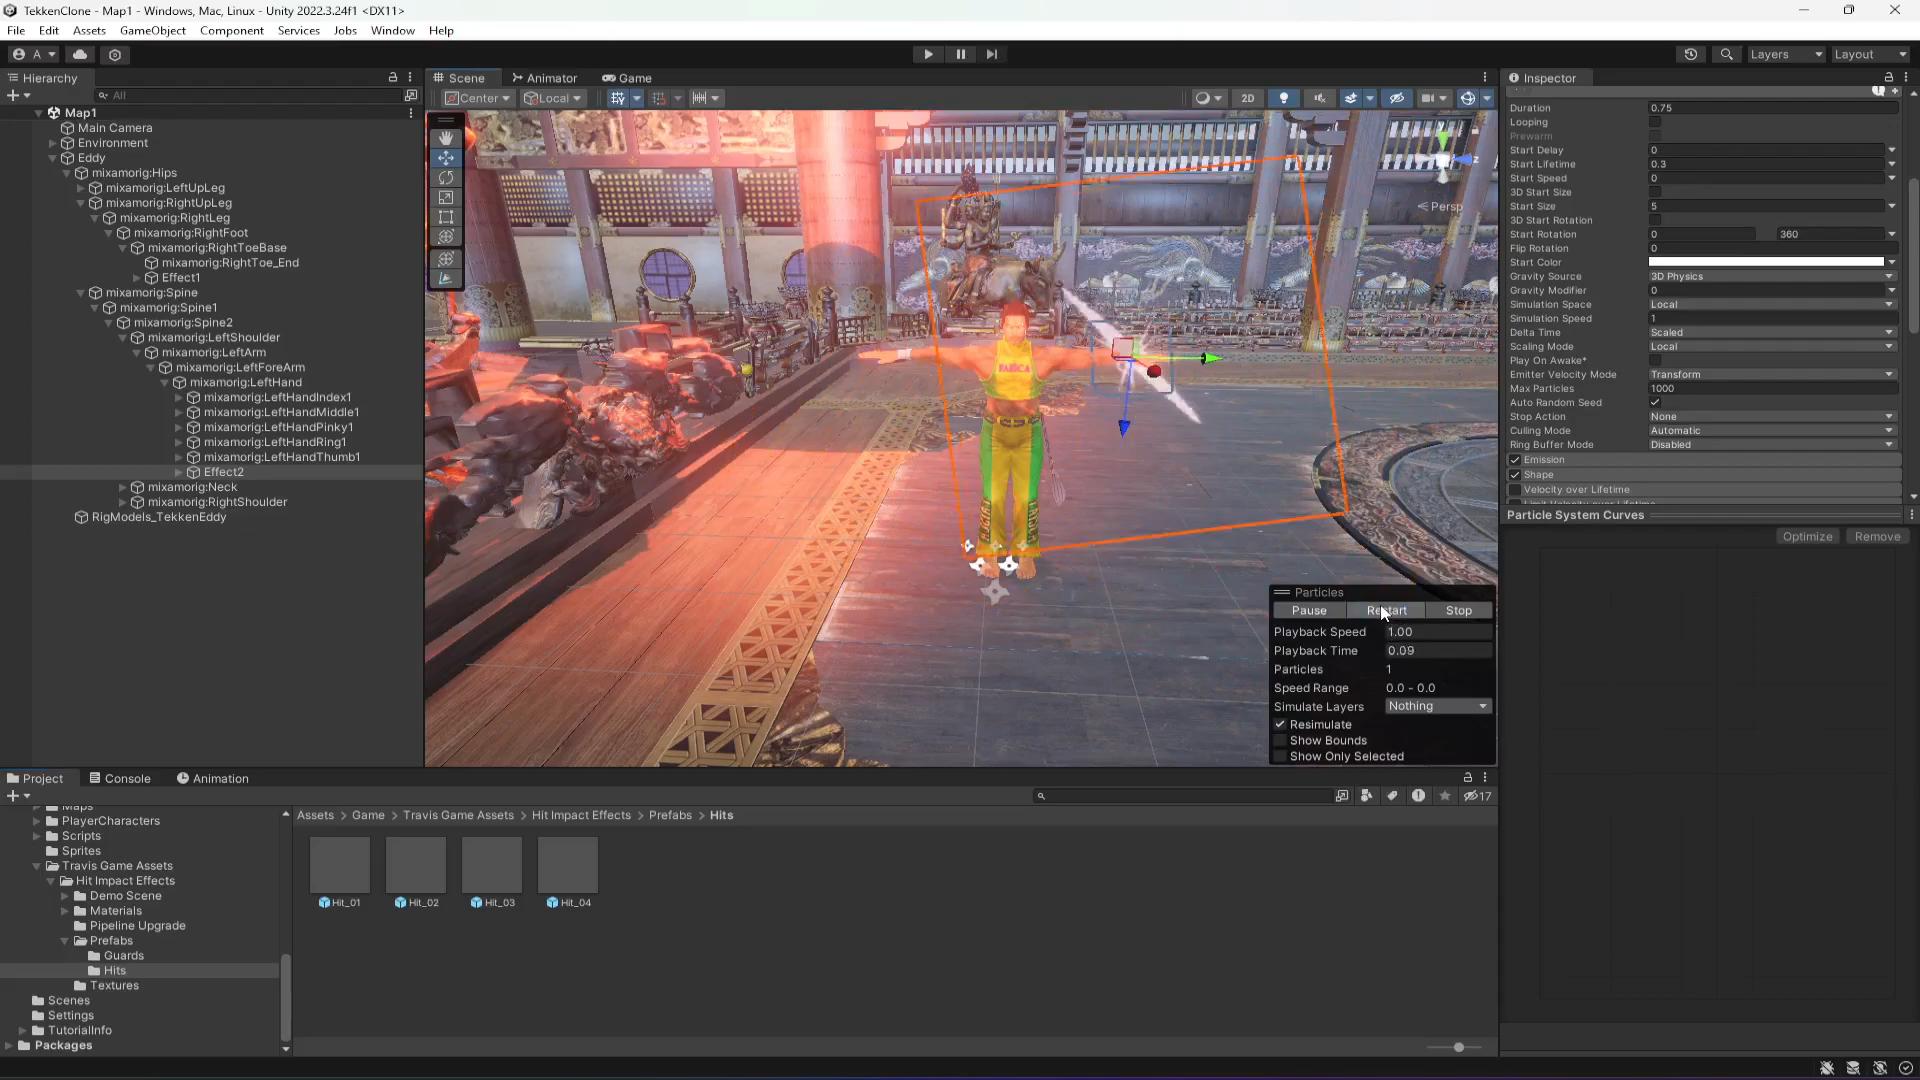 TekkenClone - Map1 - Windows, Mac, Linux - Unity 2022.3.24f1 <DX11>
File Edit Assets GameObject Component Services Jobs Window Help
A
Layers
Layout
Hierarchy
All
Map1
Main Camera
Environment
Eddy
mixamorig:Hips
mixamorig:LeftUpLeg
mixamorig:RightUpLeg
mixamorig:RightLeg
mixamorig:RightFoot
mixamorig:RightToeBase
mixamorig:RightToe_End
Effect1
mixamorig:Spine
mixamorig:Spine1
mixamorig:Spine2
mixamorig:LeftShoulder
mixamorig:LeftArm
mixamorig:LeftForeArm
mixamorig:LeftHand
mixamorig:LeftHandIndex1
mixamorig:LeftHandMiddle1
mixamorig:LeftHandPinky1
mixamorig:LeftHandRing1
mixamorig:LeftHandThumb1
Effect2
mixamorig:Neck
mixamorig:RightShoulder
RigModels_TekkenEddy
Scene Animator Game
Center Local 2D
z
Persp
Particles
Pause Restart Stop
Playback Speed 1.00
Playback Time 0.09
Particles 1
Speed Range 0.0 - 0.0
Simulate Layers Nothing
Resimulate
Show Bounds
Show Only Selected
Inspector
Duration 0.75
Looping
Prewarm
Start Delay 0
Start Lifetime 0.3
Start Speed 0
3D Start Size
Start Size 5
3D Start Rotation
Start Rotation 0 360
Flip Rotation 0
Start Color
Gravity Source 3D Physics
Gravity Modifier 0
Simulation Space Local
Simulation Speed 1
Delta Time Scaled
Scaling Mode Local
Play On Awake*
Emitter Velocity Mode Transform
Max Particles 1000
Auto Random Seed
Stop Action None
Culling Mode Automatic
Ring Buffer Mode Disabled
Emission
Shape
Velocity over Lifetime
Limit Velocity over Lifetime
Particle System Curves
Optimize Remove
Project Console Animation
17
Maps
PlayerCharacters
Scripts
Sprites
Travis Game Assets
Hit Impact Effects
Demo Scene
Materials
Pipeline Upgrade
Prefabs
Guards
Hits
Textures
Scenes
Settings
TutorialInfo
Packages
Assets > Game > Travis Game Assets > Hit Impact Effects > Prefabs > Hits
Hit_01 Hit_02 Hit_03 Hit_04